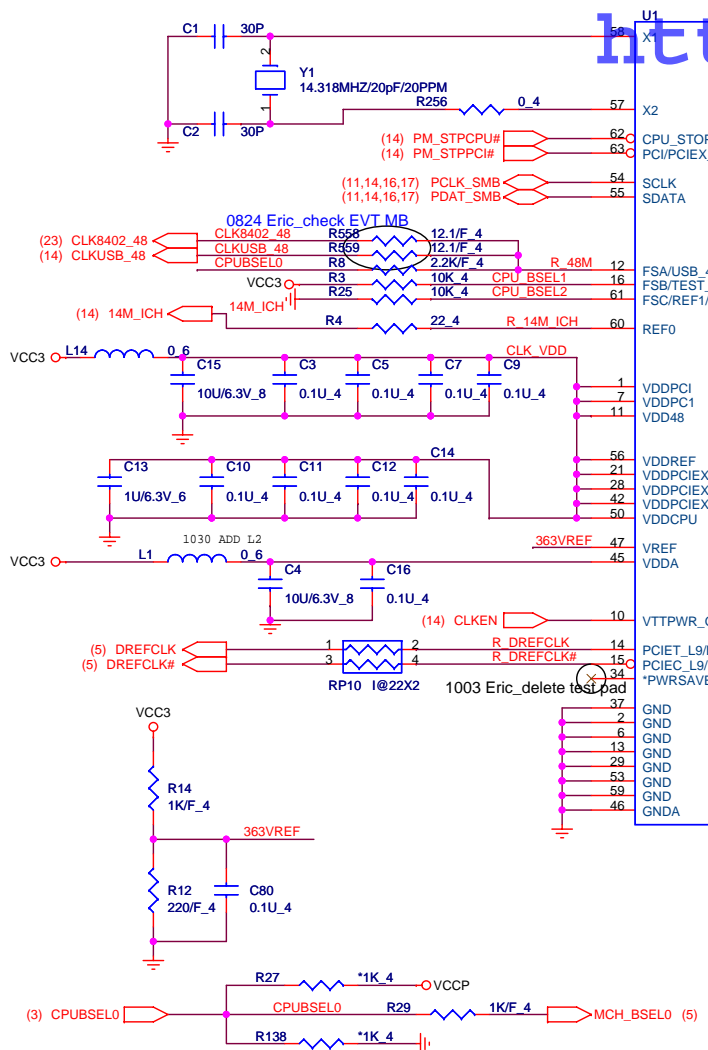 U1
htt
C1 30P
58 X1
2
Y1
14.318MHZ/20pF/20PPM
1
R256 0_4 57 X2
C2 30P
(14) PM_STPCPU# 62 CPU_STOP
(14) PM_STPPCI# 63 PCI/PCIEX_
(11,14,16,17) PCLK_SMB 54 SCLK
(11,14,16,17) PDAT_SMB 55 SDATA
0824 Eric_check EVT MB
(23) CLK8402_48 CLK8402_48 R558 12.1/F_4
(14) CLKUSB_48 CLKUSB_48 R559 12.1/F_4
CPUBSEL0 R8 2.2K/F_4 R_48M 12 FSA/USB_4
VCC3 R3 10K_4 CPU_BSEL1 16 FSB/TEST_
R25 10K_4 CPU_BSEL2 61 FSC/REF1/
(14) 14M_ICH 14M_ICH R4 22_4 R_14M_ICH 60 REF0
VCC3 L14 0_6 CLK_VDD
C15 C3 C5 C7 C9
10U/6.3V_8 0.1U_4 0.1U_4 0.1U_4 0.1U_4
1 VDDPCI
7 VDDPC1
11 VDD48
C13 C10 C11 C12 C14
1U/6.3V_6 0.1U_4 0.1U_4 0.1U_4 0.1U_4
56 VDDREF
21 VDDPCIEX
28 VDDPCIEX
42 VDDPCIEX
50 VDDCPU
1030 ADD L2
363VREF 47 VREF
VCC3 L1 0_6 45 VDDA
C4 C16
10U/6.3V_8 0.1U_4
(14) CLKEN 10 VTTPWR_
(5) DREFCLK 1 2 R_DREFCLK 14 PCIET_L9/
(5) DREFCLK# 3 4 R_DREFCLK# 15 PCIEC_L9/
RP10 I@22X2
34 *PWRSAVE
1003 Eric_delete test pad
37 GND
2 GND
6 GND
13 GND
29 GND
53 GND
59 GND
46 GNDA
VCC3
R14
1K/F_4
363VREF
R12
220/F_4
C80
0.1U_4
R27 *1K_4 VCCP
(3) CPUBSEL0 CPUBSEL0 R29 1K/F_4 MCH_BSEL0 (5)
R138 *1K_4